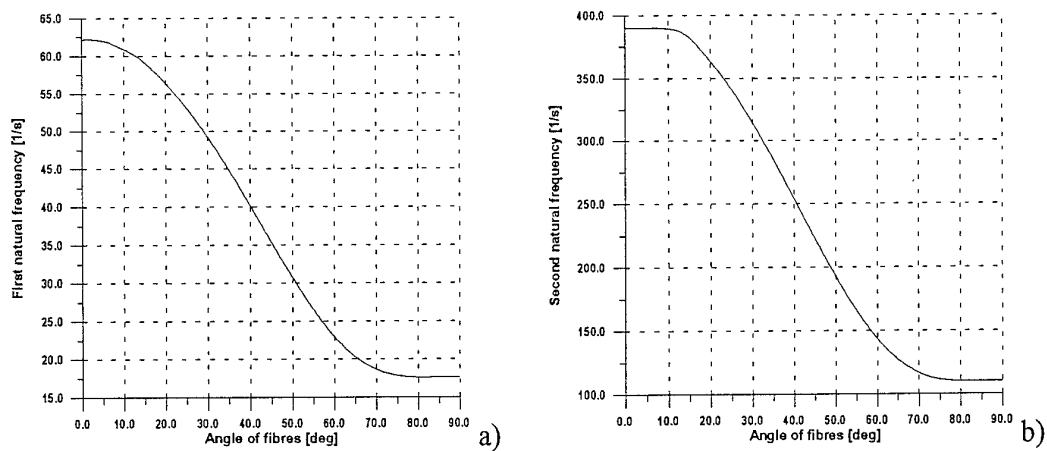 First natural frequency [1/s]
65.0
60.0
55.0
50.0
45.0
40.0
35.0
30.0
25.0
20.0
15.0
0.0 10.0 20.0 30.0 40.0 50.0 60.0 70.0 80.0 90.0
Angle of fibres [deg]
a)
Second natural frequency [1/s]
400.0
350.0
300.0
250.0
200.0
150.0
100.0
0.0 10.0 20.0 30.0 40.0 50.0 60.0 70.0 80.0 90.0
Angle of fibres [deg]
b)